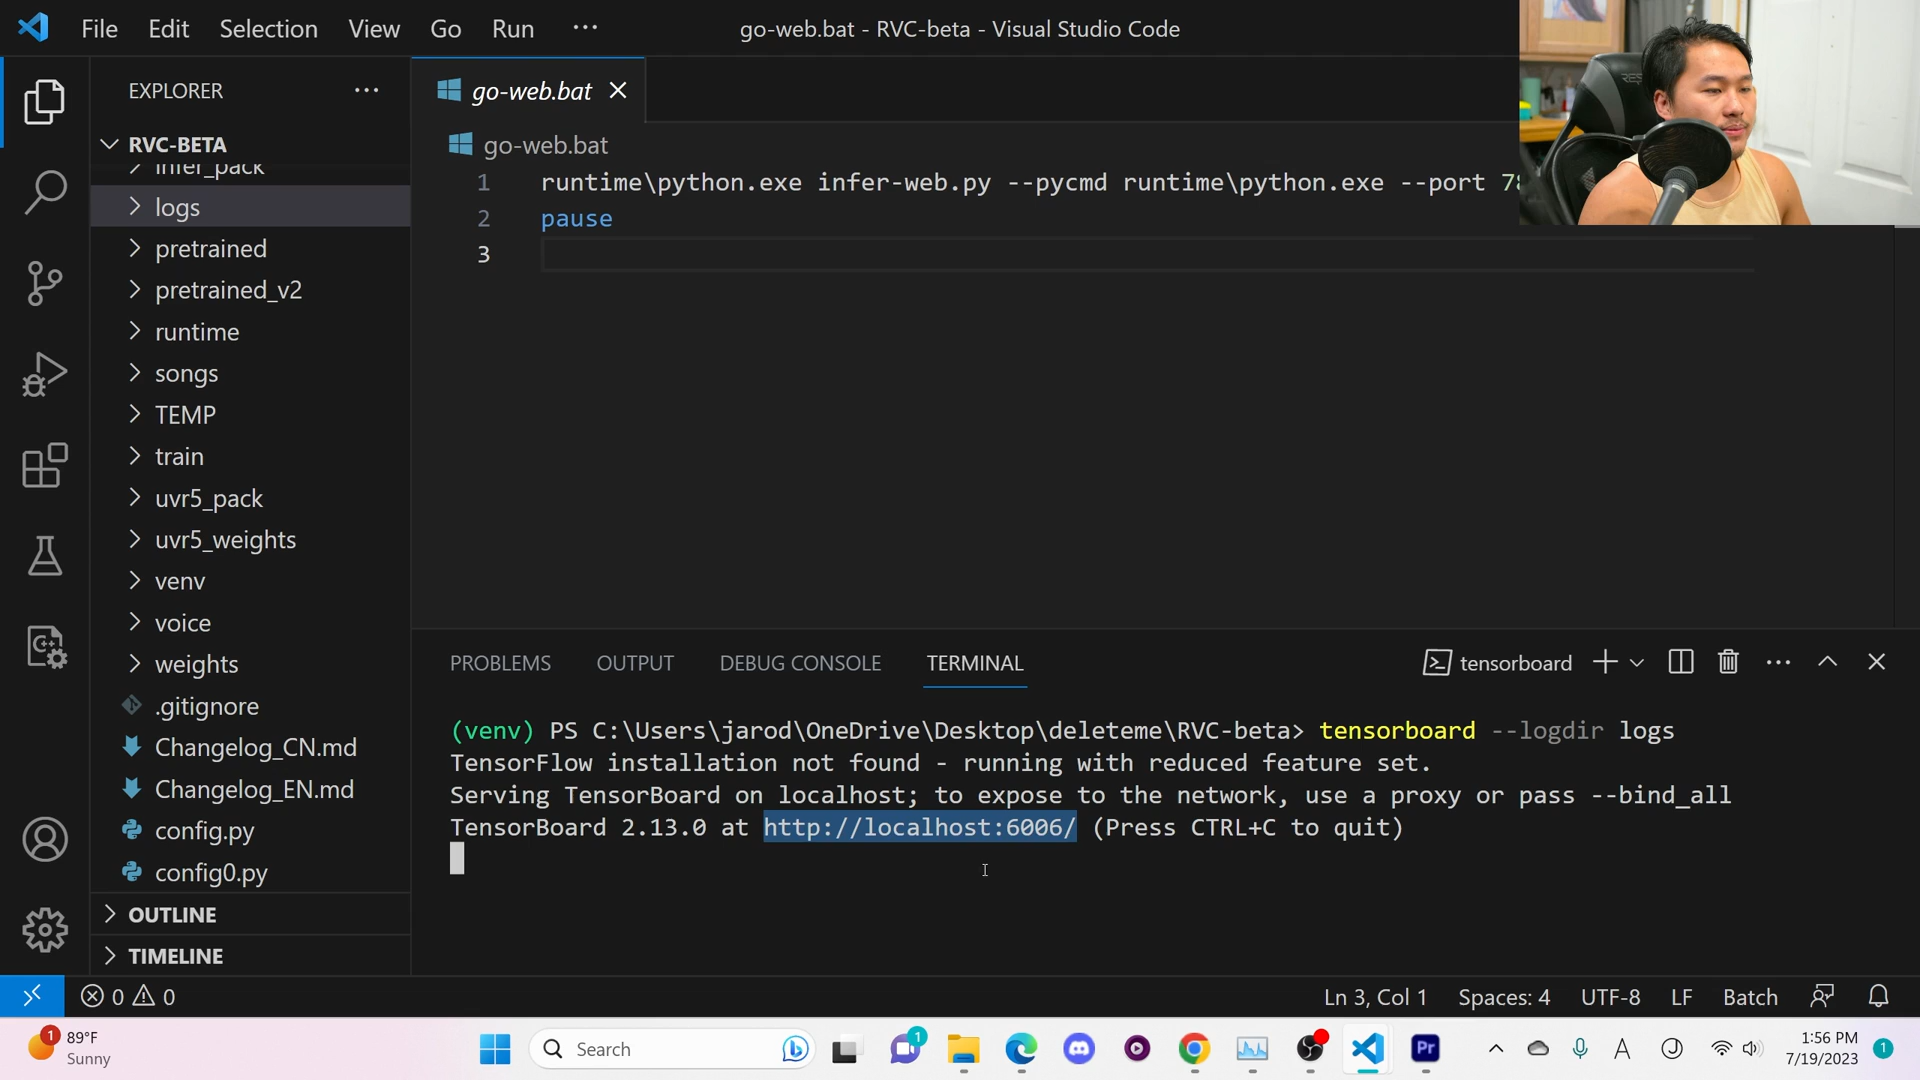 File Edit Selection View Go Run ...
go-web.bat - RVC-beta - Visual Studio Code
EXPLORER
RVC-BETA
infer_pack
logs
pretrained
pretrained_v2
runtime
songs
TEMP
train
uvr5_pack
uvr5_weights
venv
voice
weights
.gitignore
Changelog_CN.md
Changelog_EN.md
config.py
config0.py
OUTLINE
TIMELINE
go-web.bat
go-web.bat
1 runtime\python.exe infer-web.py --pycmd runtime\python.exe --port
2 pause
3
PROBLEMS OUTPUT DEBUG CONSOLE TERMINAL
tensorboard
(venv) PS C:\Users\jarod\OneDrive\Desktop\deleteme\RVC-beta> tensorboard --logdir logs
TensorFlow installation not found - running with reduced feature set.
Serving TensorBoard on localhost; to expose to the network, use a proxy or pass --bind_all
TensorBoard 2.13.0 at http://localhost:6006/ (Press CTRL+C to quit)
0 0
Ln 3, Col 1 Spaces: 4 UTF-8 LF Batch
1 89°F
Sunny
Search
1
Pr
A
1:56 PM
7/19/2023
1